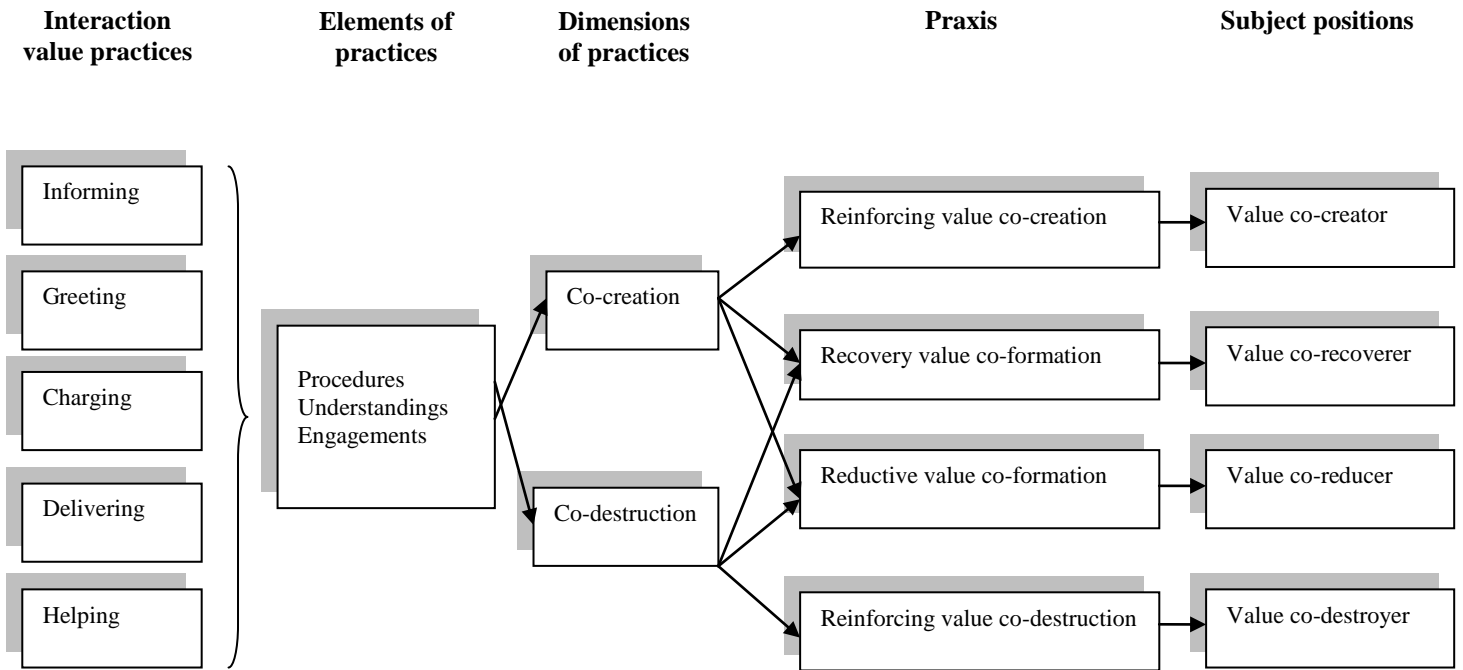 Interaction
value practices
Elements of
practices
Dimensions
of practices
Praxis
Subject positions
Informing
Greeting
Charging
Delivering
Helping
Procedures
Understandings
Engagements
Co-creation
Co-destruction
Reinforcing value co-creation
Recovery value co-formation
Reductive value co-formation
Reinforcing value co-destruction
Value co-creator
Value co-recoverer
Value co-reducer
Value co-destroyer